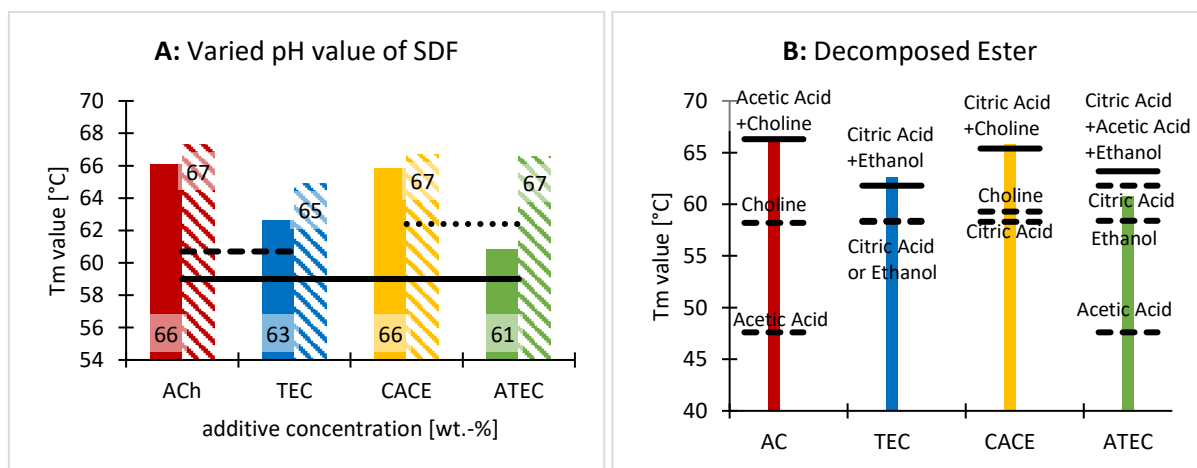 A: Varied pH value of SDF
Tm value [°C]
70
68
66
64
62
60
58
56
54
66
67
63
65
66
67
61
67
ACh
TEC
CACE
ATEC
additive concentration [wt.-%]
B: Decomposed Ester
Tm value [°C]
70
65
60
55
50
45
40
Acetic Acid
+Choline
Choline
Acetic Acid
Citric Acid
+Ethanol
Citric Acid
or Ethanol
Citric Acid
+Choline
Choline
Citric Acid
Citric Acid
+Acetic Acid
+Ethanol
Citric Acid
Ethanol
Acetic Acid
AC
TEC
CACE
ATEC